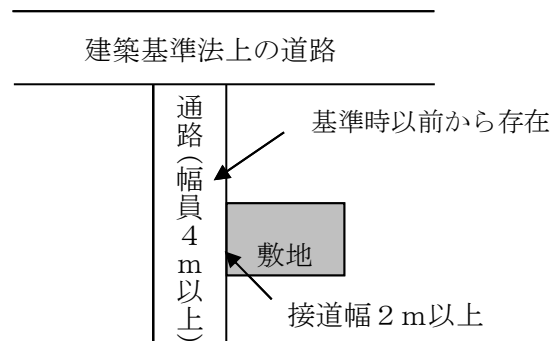 建築基準法上の道路
通路（幅員４ｍ以上）
基準時以前から存在
敷地
接道幅２ｍ以上